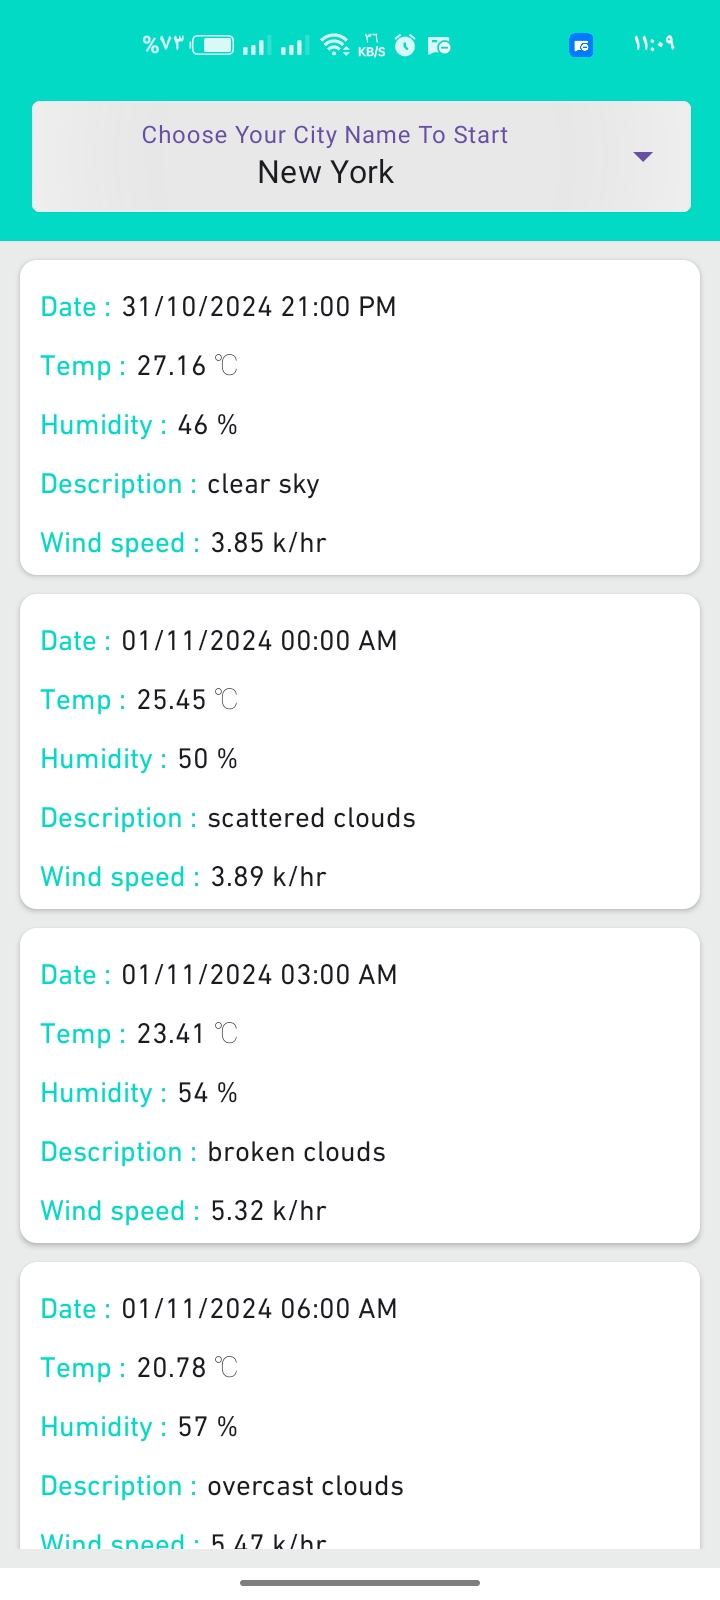 %٧٣ ٣٦ KB/S ١١:٠٩
Choose Your City Name To Start
New York
Date : 31/10/2024 21:00 PM
Temp : 27.16 ℃
Humidity : 46 %
Description : clear sky
Wind speed : 3.85 k/hr
Date : 01/11/2024 00:00 AM
Temp : 25.45 ℃
Humidity : 50 %
Description : scattered clouds
Wind speed : 3.89 k/hr
Date : 01/11/2024 03:00 AM
Temp : 23.41 ℃
Humidity : 54 %
Description : broken clouds
Wind speed : 5.32 k/hr
Date : 01/11/2024 06:00 AM
Temp : 20.78 ℃
Humidity : 57 %
Description : overcast clouds
Wind speed : 5.47 k/hr